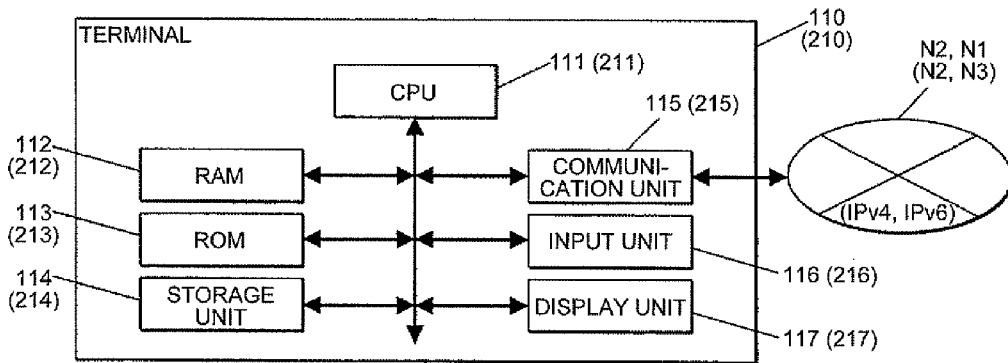 TERMINAL
110
(210)
N2, N1
(N2, N3)
CPU
111 (211)
115 (215)
112
(212)
RAM
COMMUNI-
CATION UNIT
(IPv4, IPv6)
113
(213)
ROM
INPUT UNIT
116 (216)
114
(214)
STORAGE
UNIT
DISPLAY UNIT
117 (217)